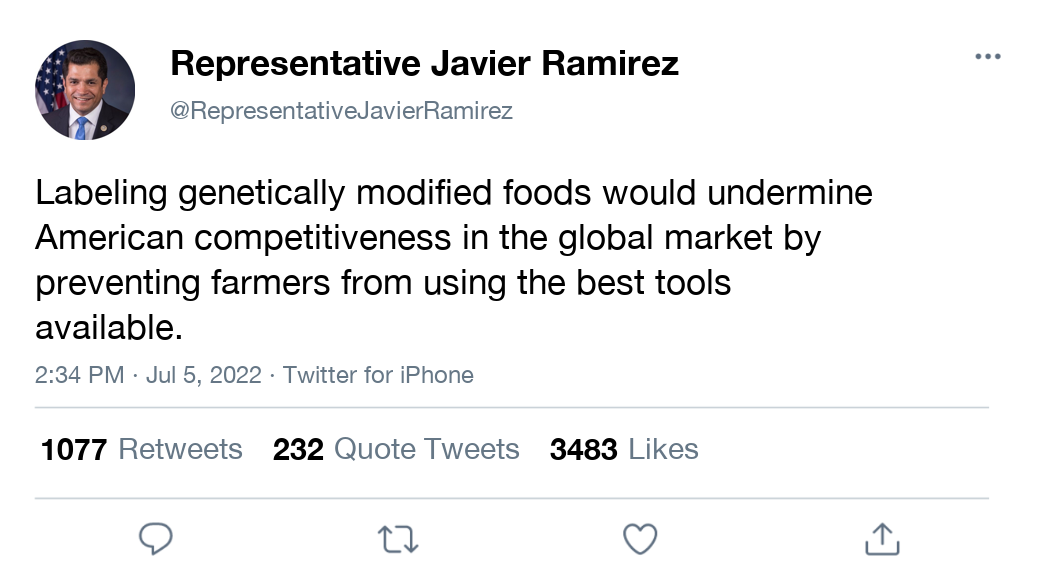 Representative Javier Ramirez
@RepresentativeJavierRamirez
Labeling genetically modified foods would undermine
American competitiveness in the global market by
preventing farmers from using the best tools
available.
2:34 PM · Jul 5, 2022 · Twitter for iPhone
1077 Retweets 232 Quote Tweets 3483 Likes